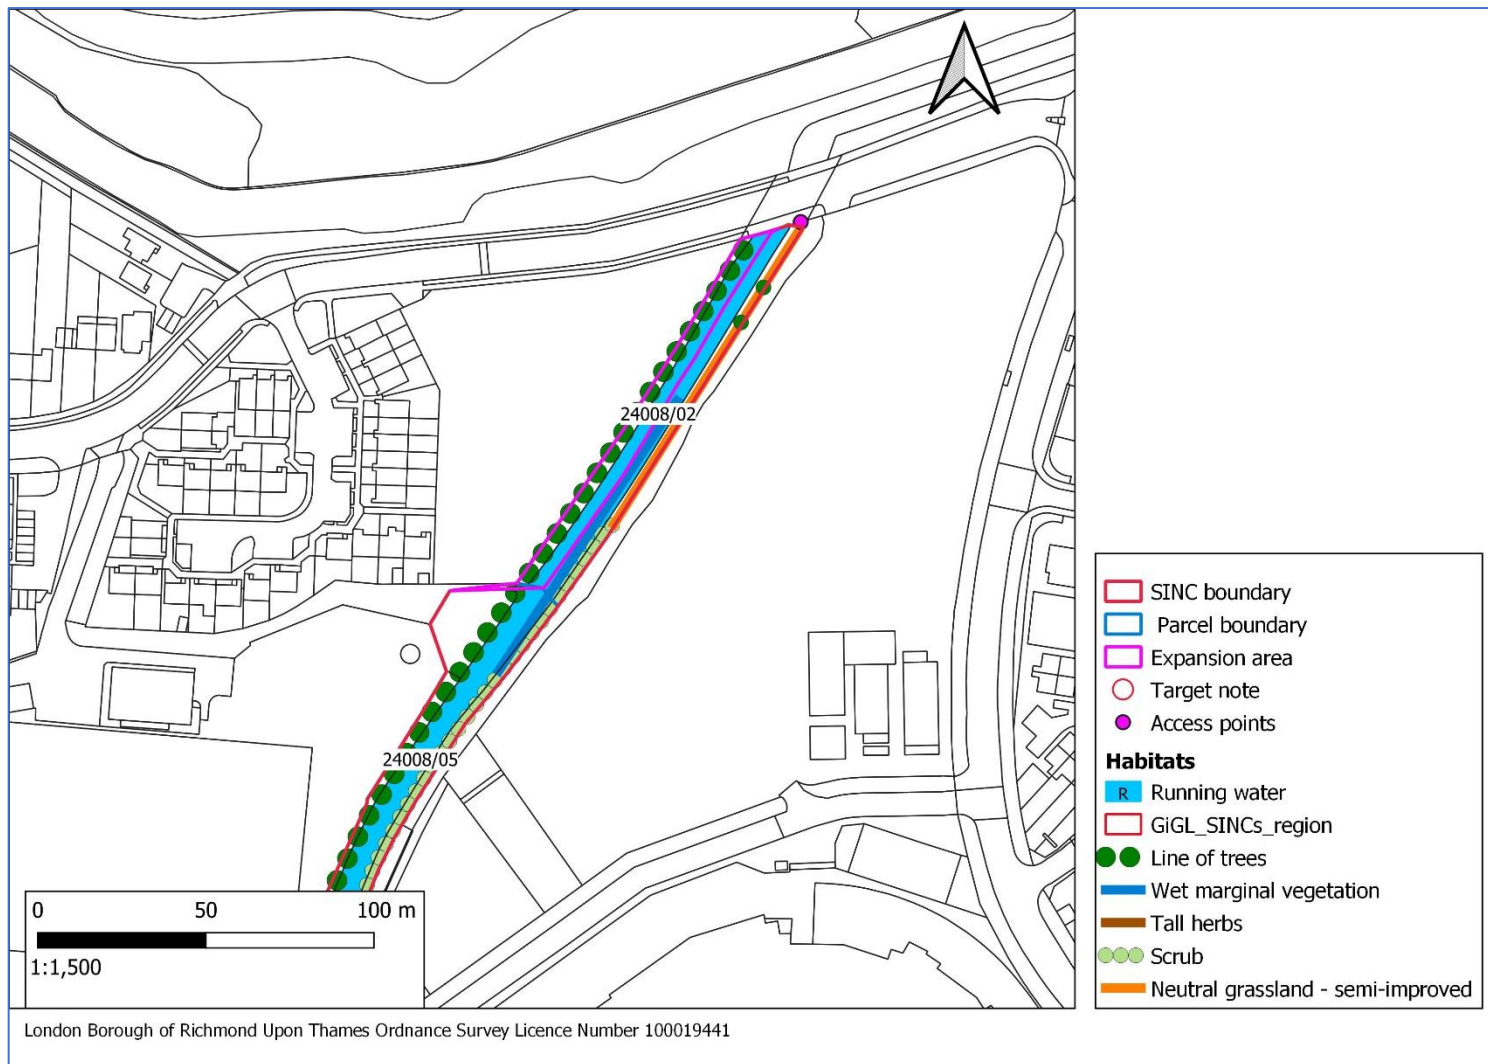 24008/02
24008/05
0 50 100 m
1:1,500
SINC boundary
Parcel boundary
Expansion area
Target note
Access points
Habitats
R Running water
GiGL_SINCs_region
Line of trees
Wet marginal vegetation
Tall herbs
Scrub
Neutral grassland - semi-improved
London Borough of Richmond Upon Thames Ordnance Survey Licence Number 100019441